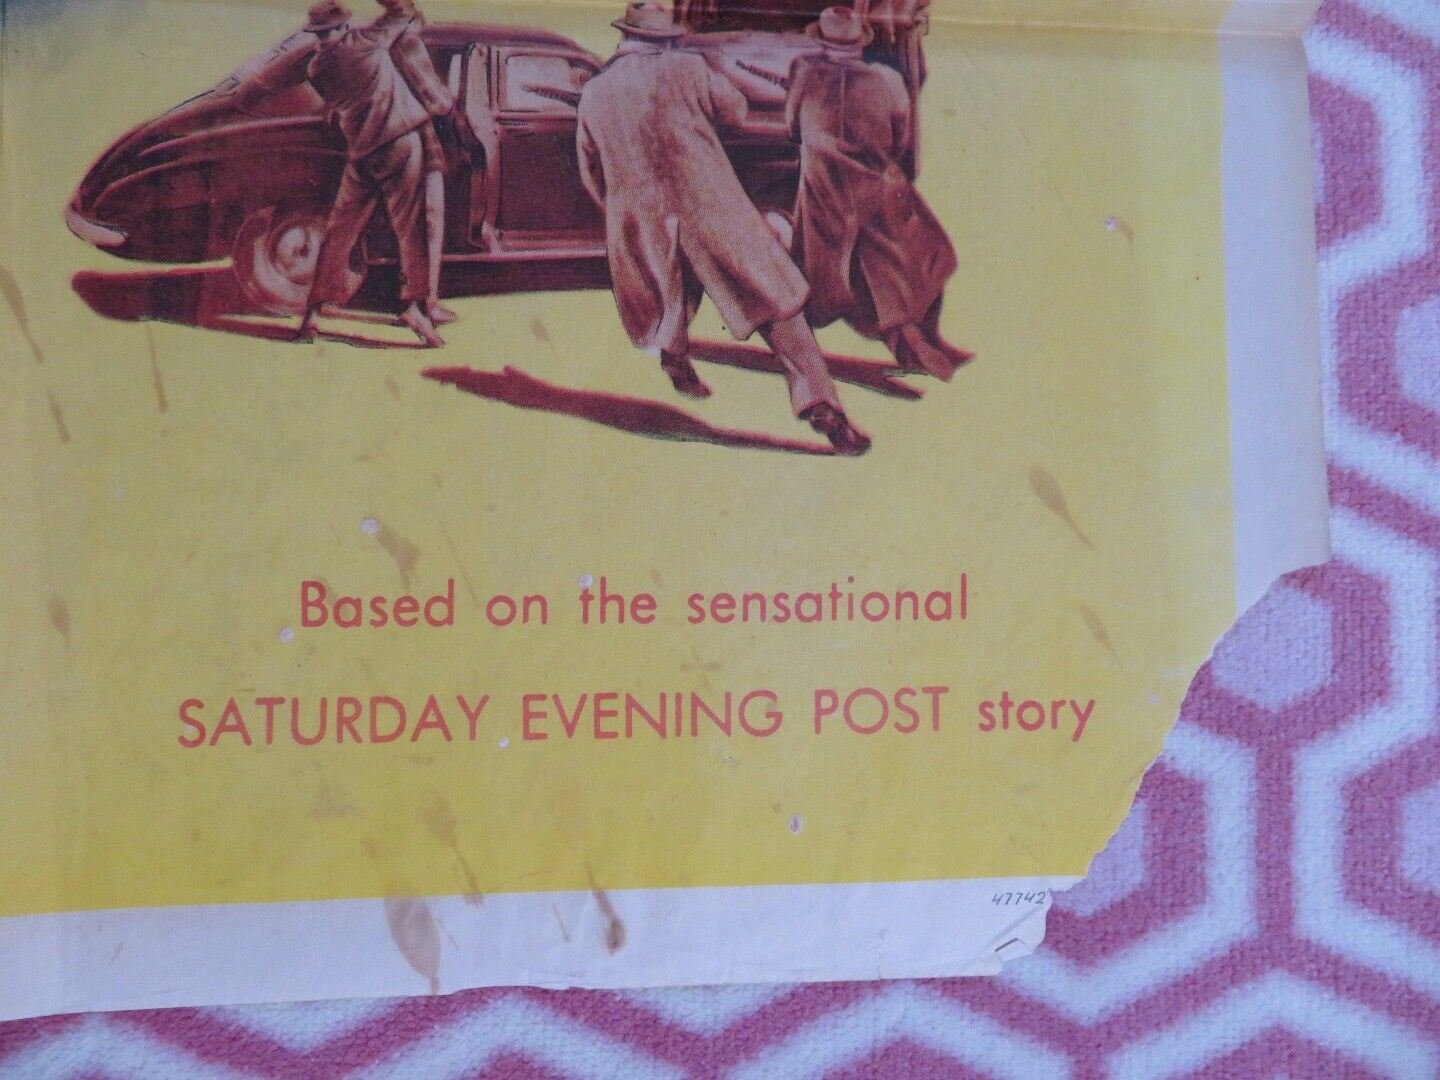 Based on the sensational
SATURDAY EVENING POST story
47742